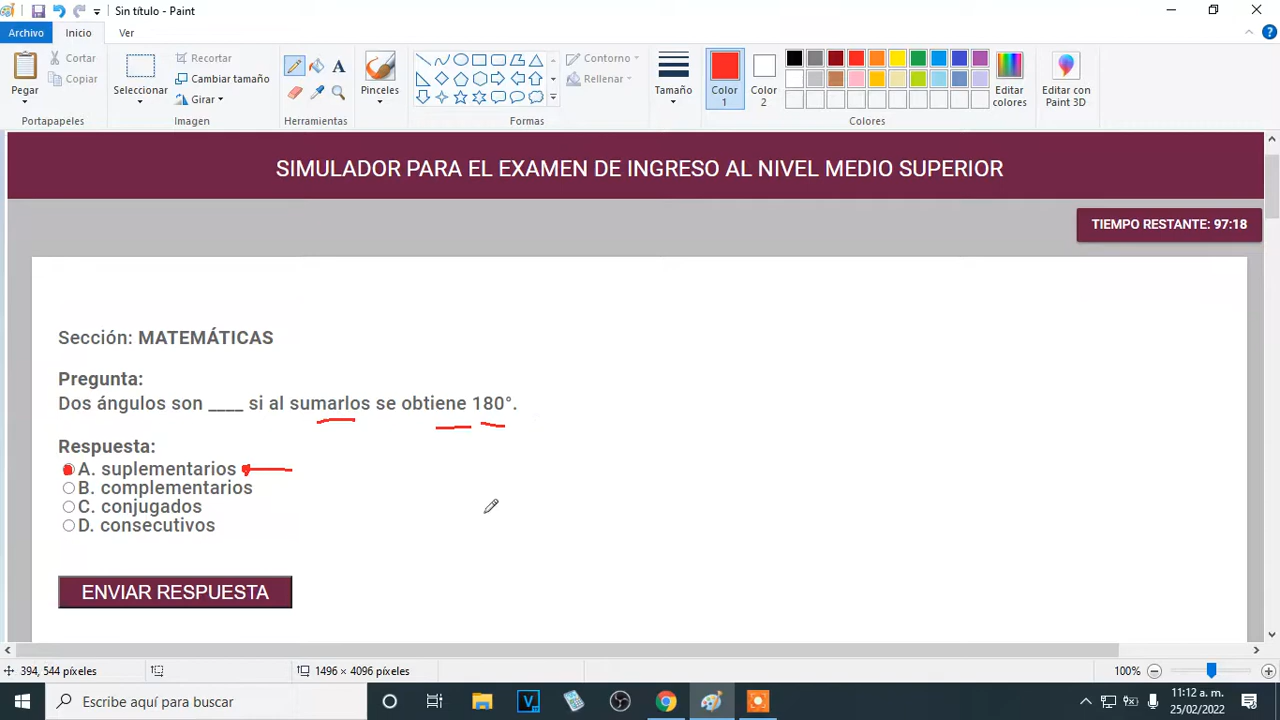 Sin título - Paint
Archivo Inicio Ver
Pegar
Cortar
Copiar
Portapapeles
Seleccionar
Recortar
Cambiar tamaño
Girar
Imagen
A
Herramientas
Pinceles
Contorno
Rellenar
Formas
Tamaño
Color
1
Color
2
Editar
colores
Colores
Editar con
Paint 3D
SIMULADOR PARA EL EXAMEN DE INGRESO AL NIVEL MEDIO SUPERIOR
TIEMPO RESTANTE: 97:18
Sección: MATEMÁTICAS
Pregunta:
Dos ángulos son ____ si al sumarlos se obtiene 180°.
Respuesta:
A. suplementarios
B. complementarios
C. conjugados
D. consecutivos
ENVIAR RESPUESTA
394, 544 píxeles 1496 × 4096 píxeles 100%
Escribe aquí para buscar
11:12 a. m.
25/02/2022